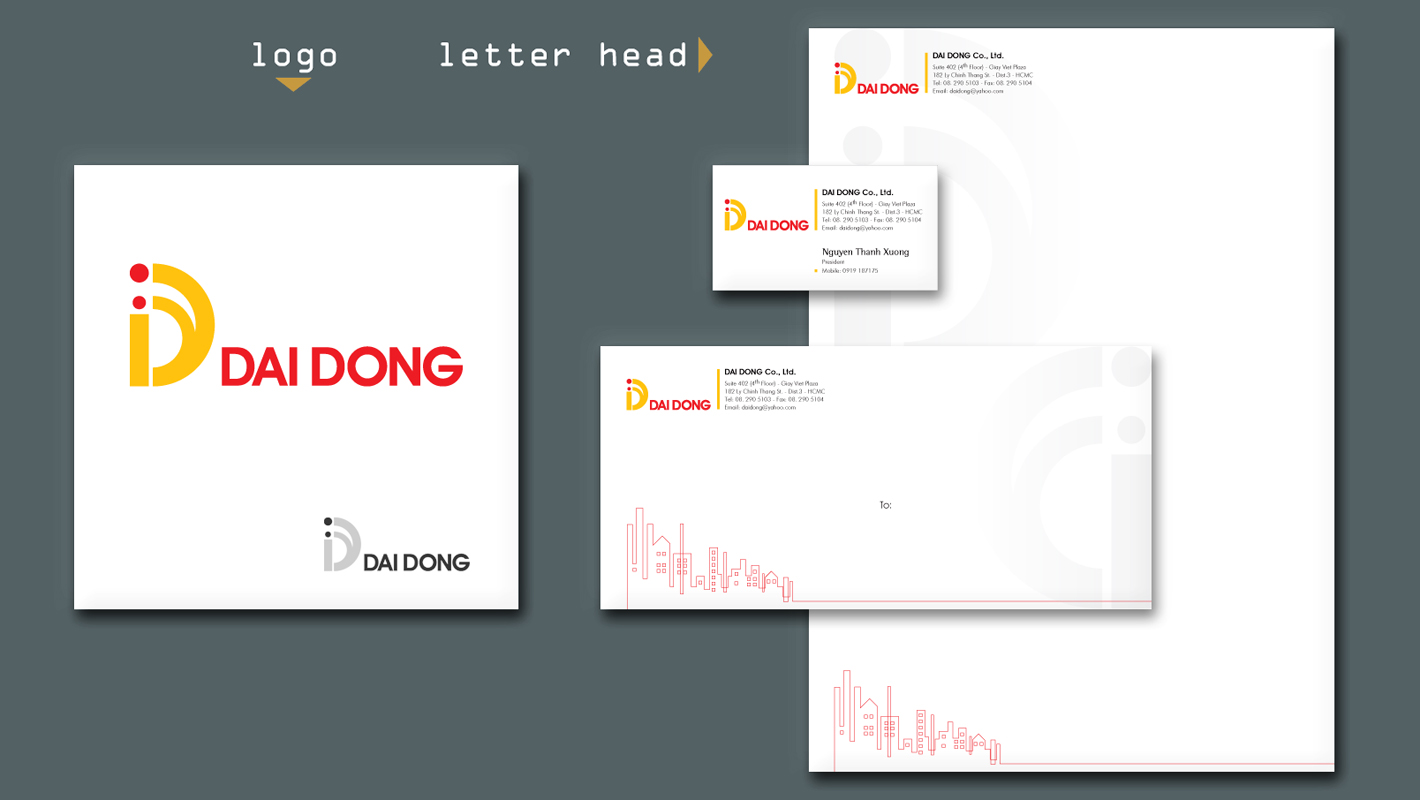 logo
letter head
DAI DONG
DAI DONG
DAI DONG
DAI DONG Co., Ltd.
Suite 402 (4th Floor) - Giay Viet Plaza
182 Ly Chinh Thang St. - Dist.3 - HCMC
Tel: 08. 290 5103 - Fax: 08. 290 5104
Email: daidong@yahoo.com
DAI DONG
DAI DONG Co., Ltd.
Suite 402 (4th Floor) - Giay Viet Plaza
182 Ly Chinh Thang St. - Dist.3 - HCMC
Tel: 08. 290 5103 - Fax: 08. 290 5104
Email: daidong@yahoo.com
Nguyen Thanh Xuong
President
Mobile: 0919 187175
DAI DONG
DAI DONG Co., Ltd.
Suite 402 (4th Floor) - Giay Viet Plaza
182 Ly Chinh Thang St. - Dist.3 - HCMC
Tel: 08. 290 5103 - Fax: 08. 290 5104
Email: daidong@yahoo.com
To: